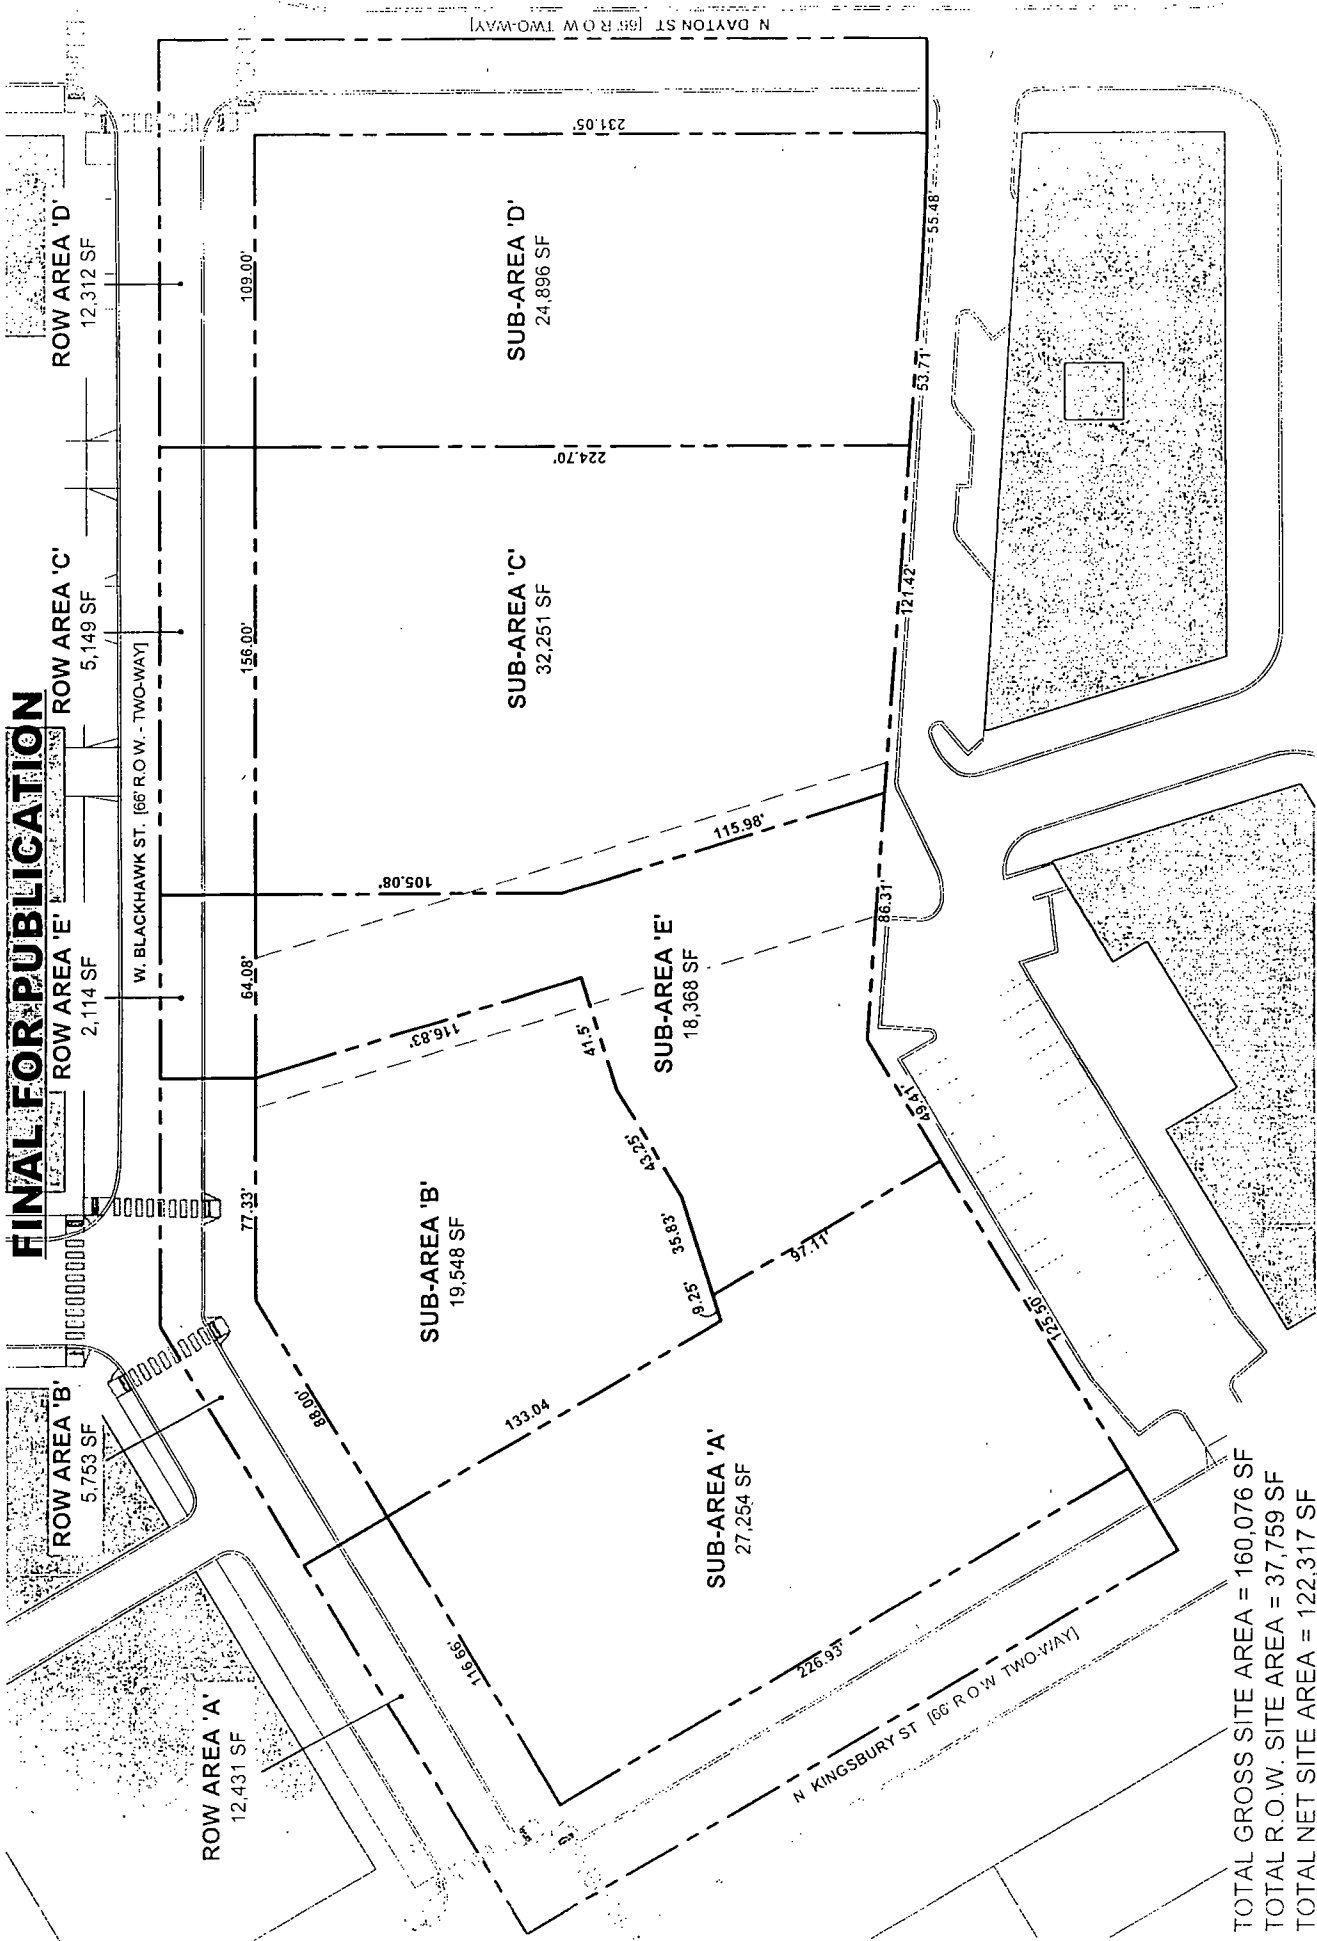 FINAL FOR PUBLICATION
ROW AREA 'A'
12,431 SF
ROW AREA 'B'
5,753 SF
ROW AREA 'E'
2,114 SF
ROW AREA 'C'
5,149 SF
ROW AREA 'D'
12,312 SF
W. BLACKHAWK ST. [66' R.O.W. - TWO-WAY]
N DAYTON ST [66' R O W TWO-WAY]
116.66'
88.00'
77.33'
64.08'
156.00'
109.00'
231.05'
SUB-AREA 'B'
19,548 SF
133.04
116.83'
105.08'
224.70'
SUB-AREA 'D'
24,896 SF
SUB-AREA 'C'
32,251 SF
41.5'
43.25'
35.83'
9.25'
115.98'
SUB-AREA 'E'
18,368 SF
SUB-AREA 'A'
27,254 SF
97.11'
226.93'
125.50'
49.41'
86.31'
121.42'
53.71'
55.48'
N KINGSBURY ST [66' R O W TWO-WAY]
TOTAL GROSS SITE AREA = 160,076 SF
TOTAL R.O.W. SITE AREA = 37,759 SF
TOTAL NET SITE AREA = 122,317 SF